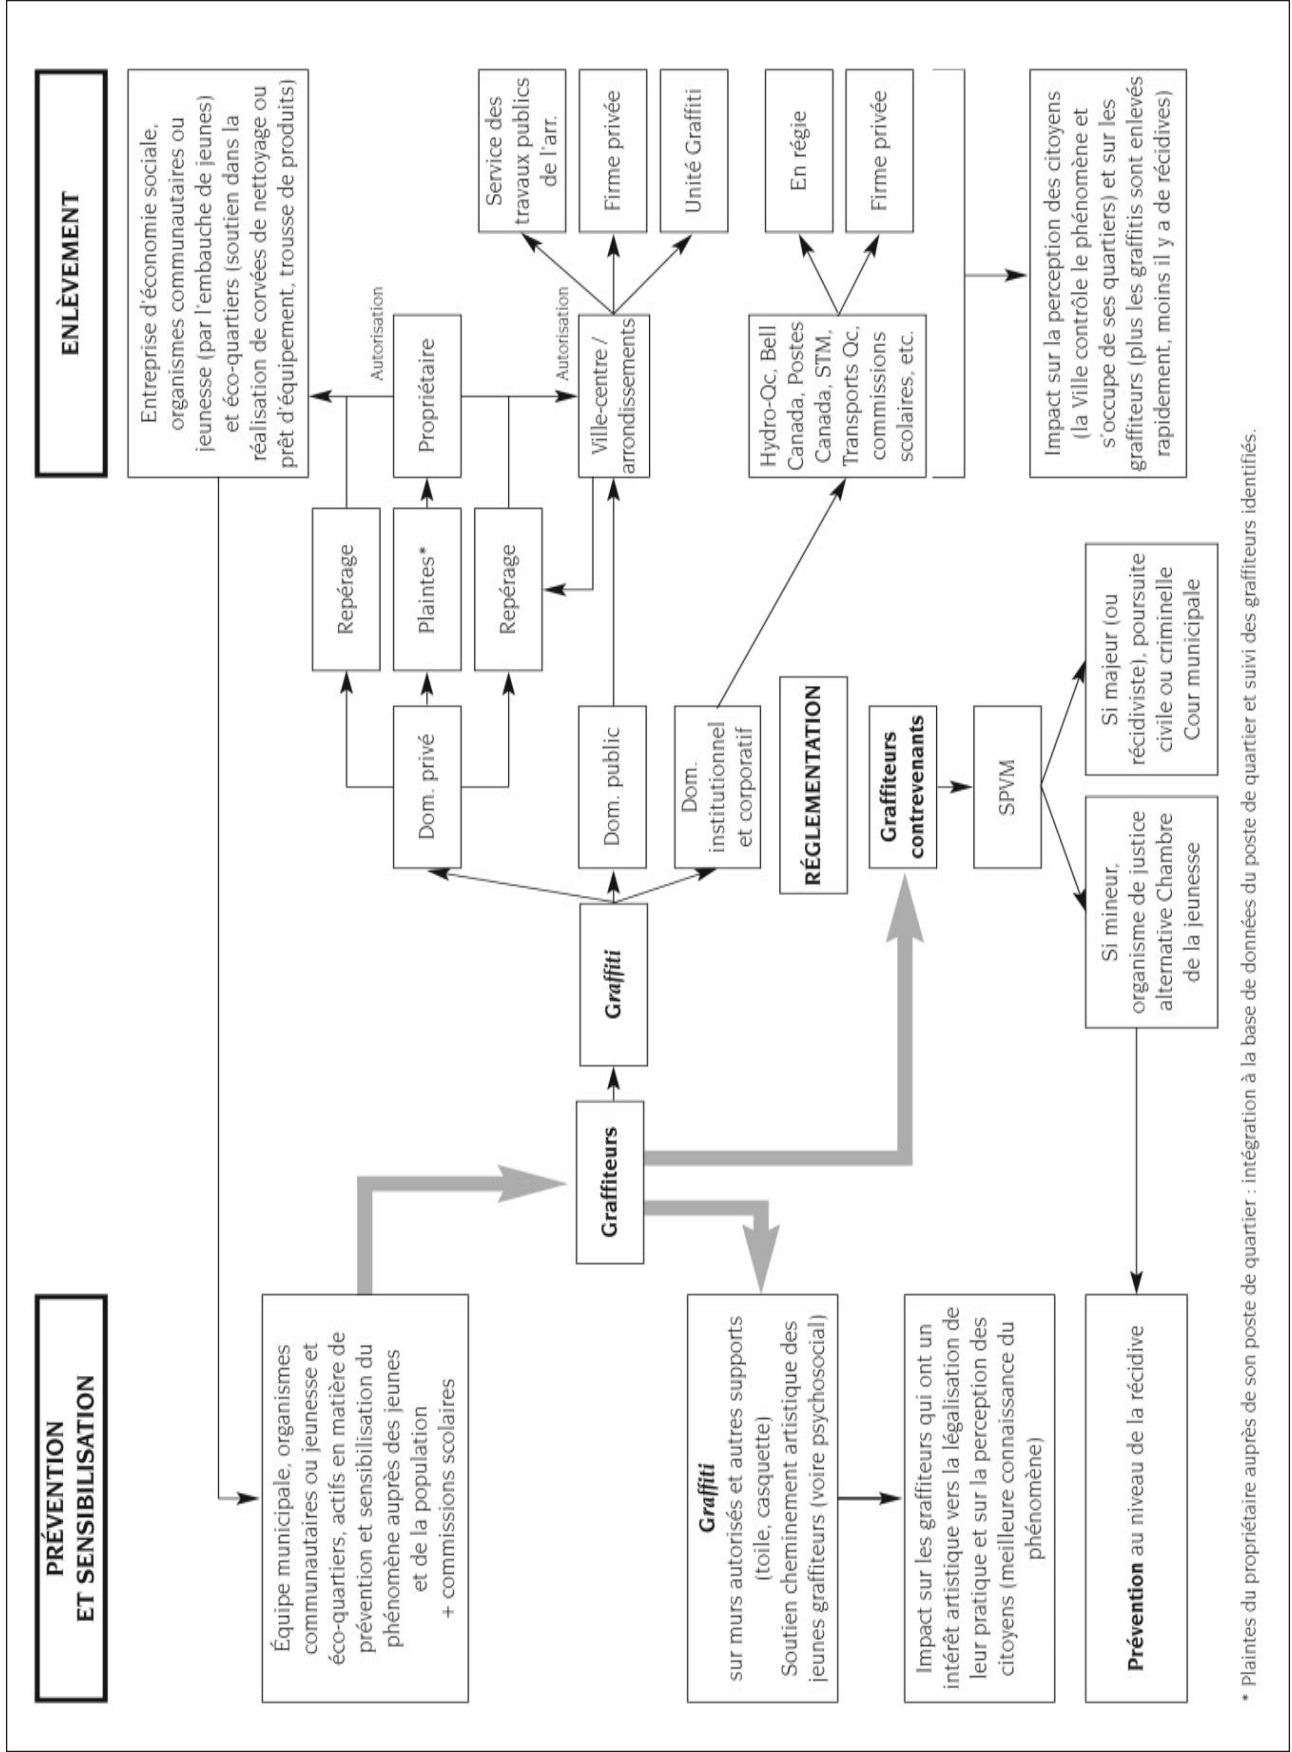 PRÉVENTION
ET SENSIBILISATION
ENLÈVEMENT
Équipe municipale, organismes
communautaires ou jeunesse et
éco-quartiers, actifs en matière de
prévention et sensibilisation du
phénomène auprès des jeunes
et de la population
+ commissions scolaires
Entreprise d'économie sociale,
organismes communautaires ou
jeunesse (par l'embauche de jeunes)
et éco-quartiers (soutien dans la
réalisation de corvées de nettoyage ou
prêt d'équipement, trousse de produits)
Repérage
Autorisation
Dom. privé
Plaintes*
Propriétaire
Repérage
Autorisation
Graffiteurs
Graffiti
Dom. public
Ville-centre /
arrondissements
Service des
travaux publics
de l'arr.
Firme privée
Unité Graffiti
Dom.
institutionnel
et corporatif
Hydro-Qc, Bell
Canada, Postes
Canada, STM,
Transports Qc,
commissions
scolaires, etc.
En régie
Firme privée
Graffiti
sur murs autorisés et autres supports
(toile, casquette)
Soutien cheminement artistique des
jeunes graffiteurs (voire psychosocial)
RÉGLEMENTATION
Graffiteurs
contrevenants
SPVM
Impact sur les graffiteurs qui ont un
intérêt artistique vers la légalisation de
leur pratique et sur la perception des
citoyens (meilleure connaissance du
phénomène)
Impact sur la perception des citoyens
(la Ville contrôle le phénomène et
s'occupe de ses quartiers) et sur les
graffiteurs (plus les graffitis sont enlevés
rapidement, moins il y a de récidives)
Prévention au niveau de la récidive
Si mineur,
organisme de justice
alternative Chambre
de la jeunesse
Si majeur (ou
récidiviste), poursuite
civile ou criminelle
Cour municipale
* Plaintes du propriétaire auprès de son poste de quartier : intégration à la base de données du poste de quartier et suivi des graffiteurs identifiés.